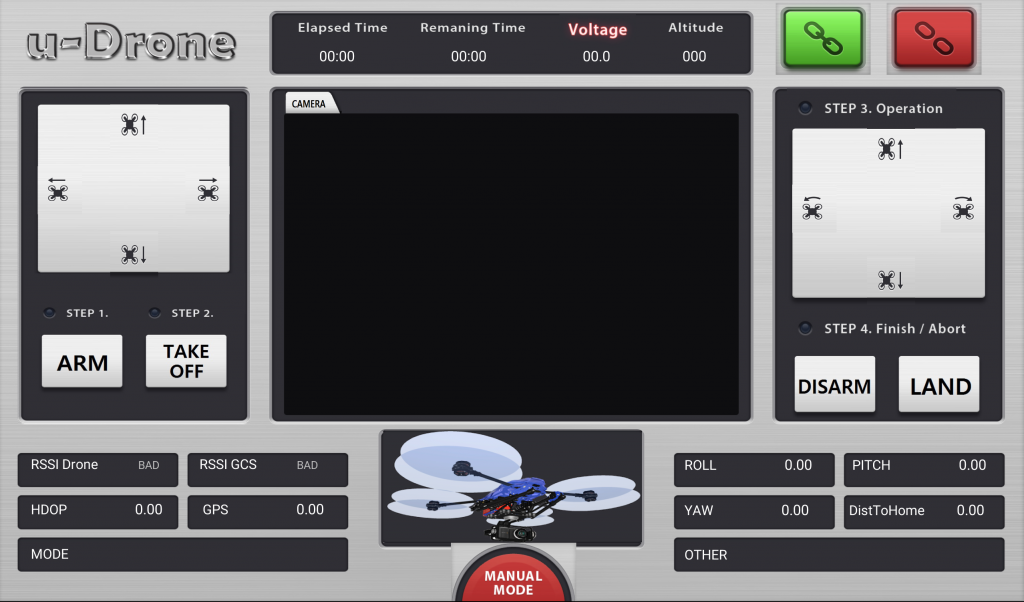 u-Drone
Elapsed Time Remaning Time Voltage Altitude
00:00 00:00 00.0 000
CAMERA
STEP 1. STEP 2.
ARM
TAKE
OFF
STEP 3. Operation
STEP 4. Finish / Abort
DISARM LAND
RSSI Drone BAD RSSI GCS BAD
HDOP 0.00 GPS 0.00
MODE
MANUAL
MODE
ROLL 0.00 PITCH 0.00
YAW 0.00 DistToHome 0.00
OTHER